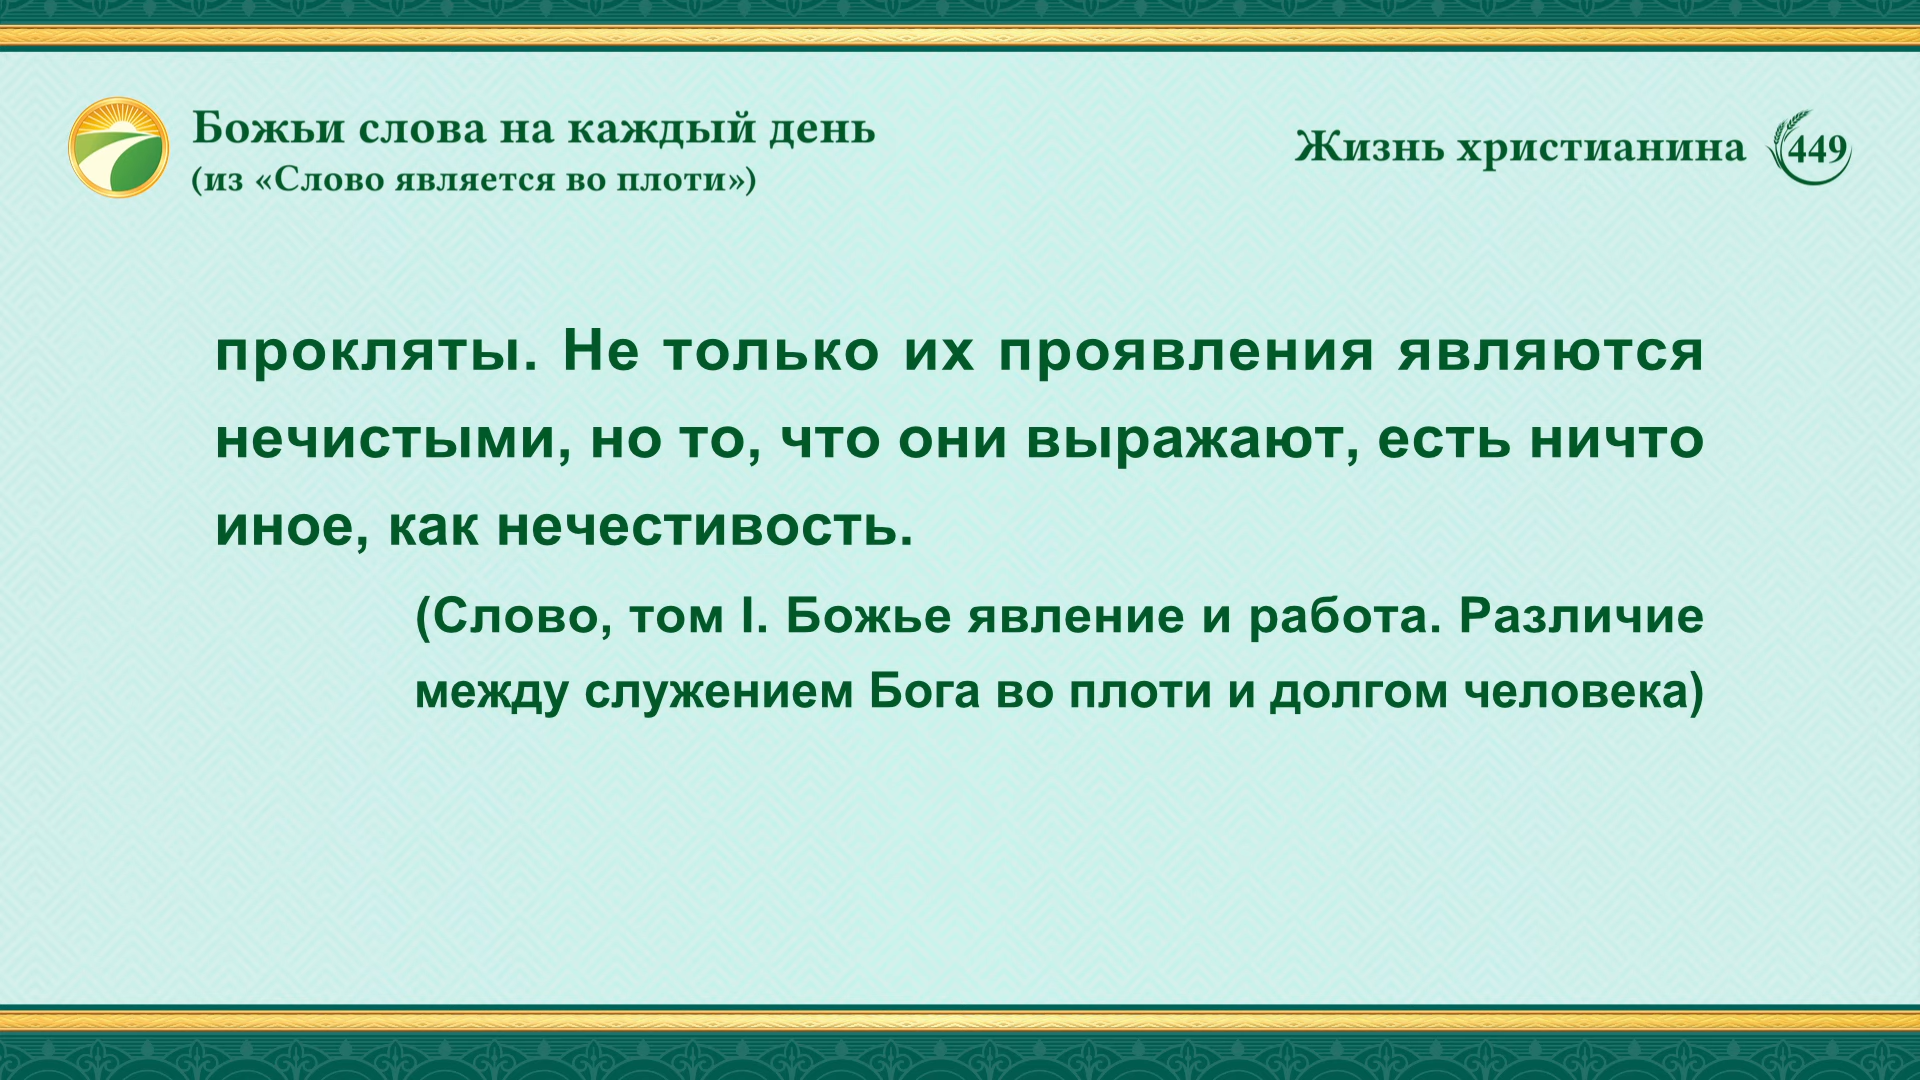 Божьи слова на каждый день
(из «Слово является во плоти»)
Жизнь христианина 449
прокляты. Не только их проявления являются
нечистыми, но то, что они выражают, есть ничто
иное, как нечестивость.
(Слово, том I. Божье явление и работа. Различие
между служением Бога во плоти и долгом человека)